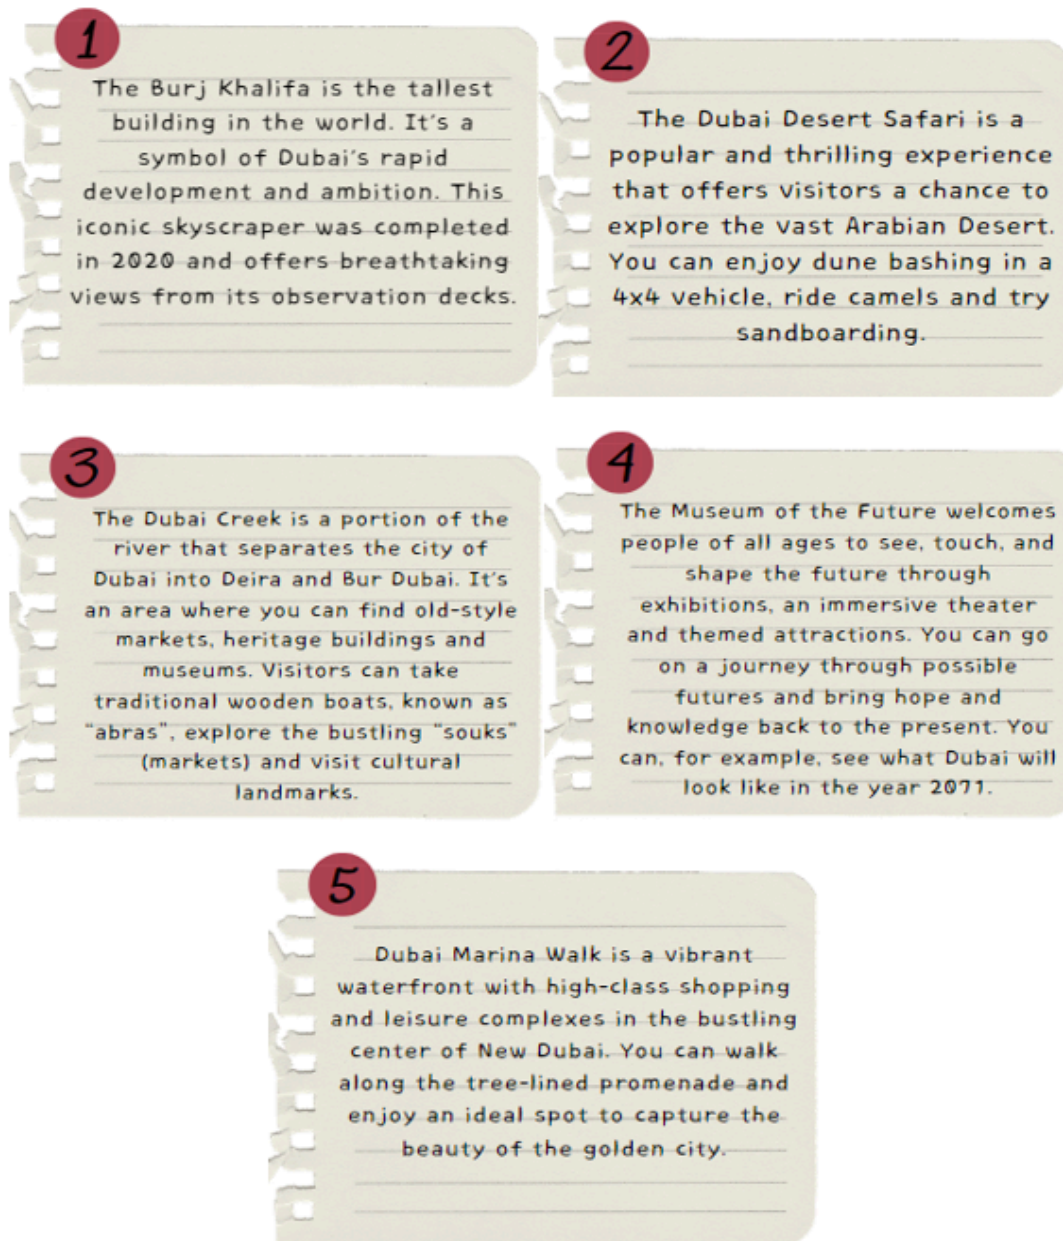 1
The Burj Khalifa is the tallest
building in the world. It's a
symbol of Dubai's rapid
development and ambition. This
iconic skyscraper was completed
in 2020 and offers breathtaking
views from its observation decks.
2
The Dubai Desert Safari is a
popular and thrilling experience
that offers visitors a chance to
explore the vast Arabian Desert.
You can enjoy dune bashing in a
4x4 vehicle, ride camels and try
sandboarding.
3
The Dubai Creek is a portion of the
river that separates the city of
Dubai into Deira and Bur Dubai. It's
an area where you can find old-style
markets, heritage buildings and
museums. Visitors can take
traditional wooden boats, known as
"abras", explore the bustling "souks"
(markets) and visit cultural
landmarks.
4
The Museum of the Future welcomes
people of all ages to see, touch, and
shape the future through
exhibitions, an immersive theater
and themed attractions. You can go
on a journey through possible
futures and bring hope and
knowledge back to the present. You
can, for example, see what Dubai will
look like in the year 2071.
5
Dubai Marina Walk is a vibrant
waterfront with high-class shopping
and leisure complexes in the bustling
center of New Dubai. You can walk
along the tree-lined promenade and
enjoy an ideal spot to capture the
beauty of the golden city.